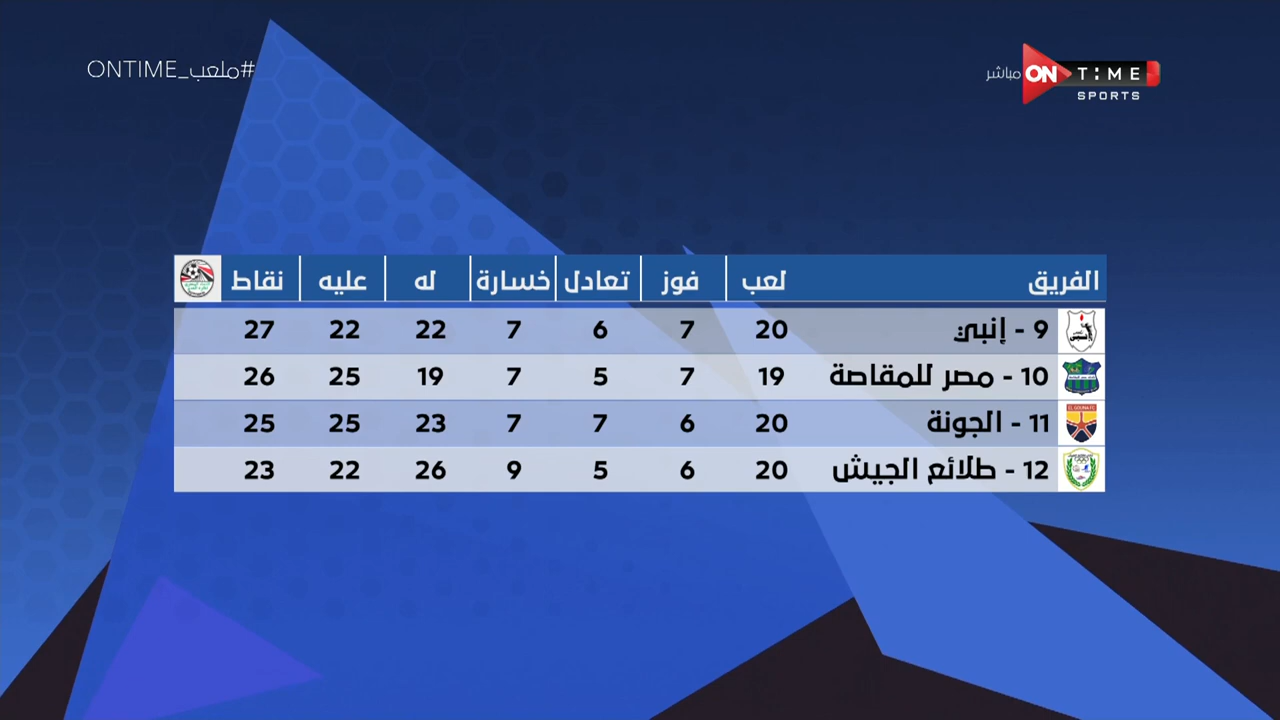 #ملعب_ONTIME
مباشر ON TIME
SPORTS
الفريق لعب فوز تعادل خسارة له عليه نقاط
9 - إنبي 20 7 6 7 22 22 27
10 - مصر للمقاصة 19 7 5 7 19 25 26
11 - الجونة 20 6 7 7 23 25 25
12 - طلائع الجيش 20 6 5 9 26 22 23